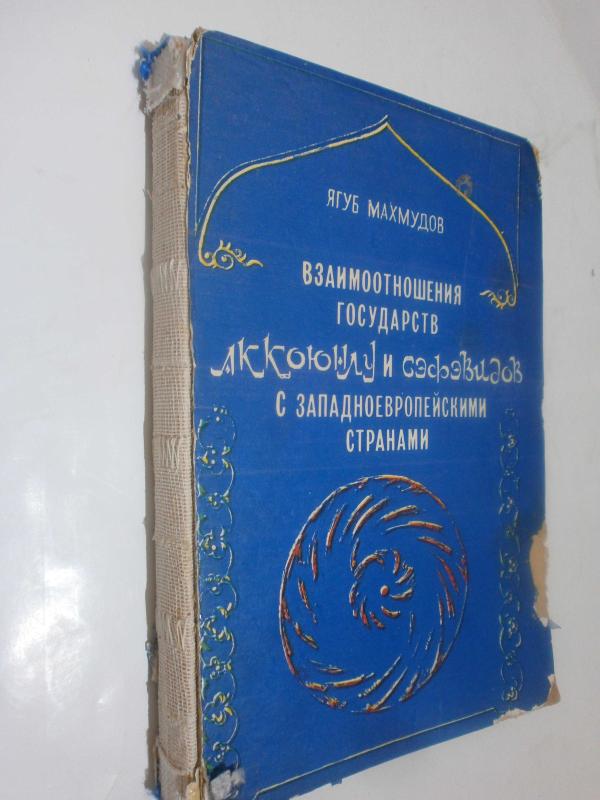 ЯГУБ МАХМУДОВ
ВЗАИМООТНОШЕНИЯ
ГОСУДАРСТВ
АККОЮНЛУ И СЭФЭВИДОВ
С ЗАПАДНОЕВРОПЕЙСКИМИ
СТРАНАМИ